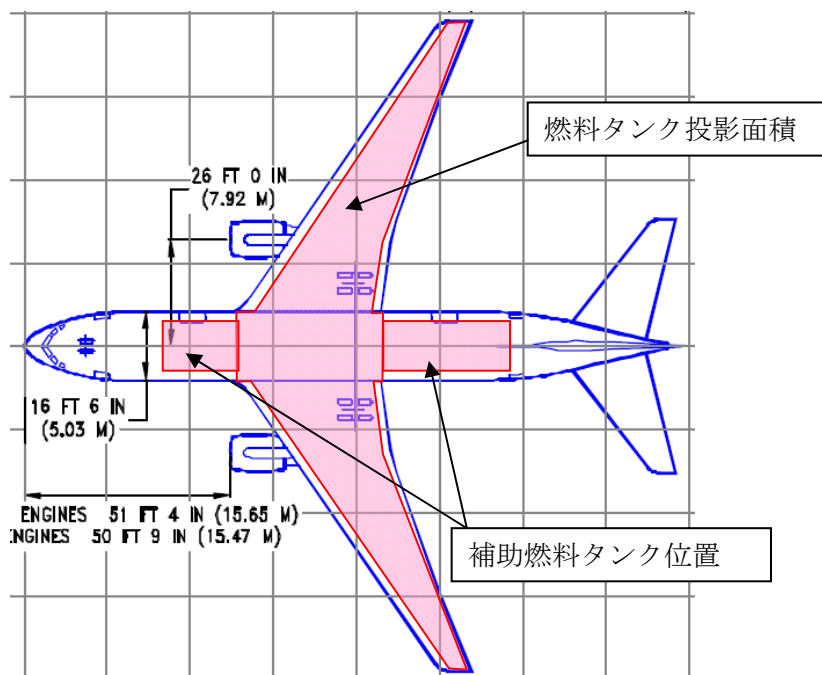 燃料タンク投影面積
26 FT 0 IN
(7.92 M)
16 FT 6 IN
(5.03 M)
ENGINES 51 FT 4 IN (15.65 M)
NGINES 50 FT 9 IN (15.47 M)
補助燃料タンク位置